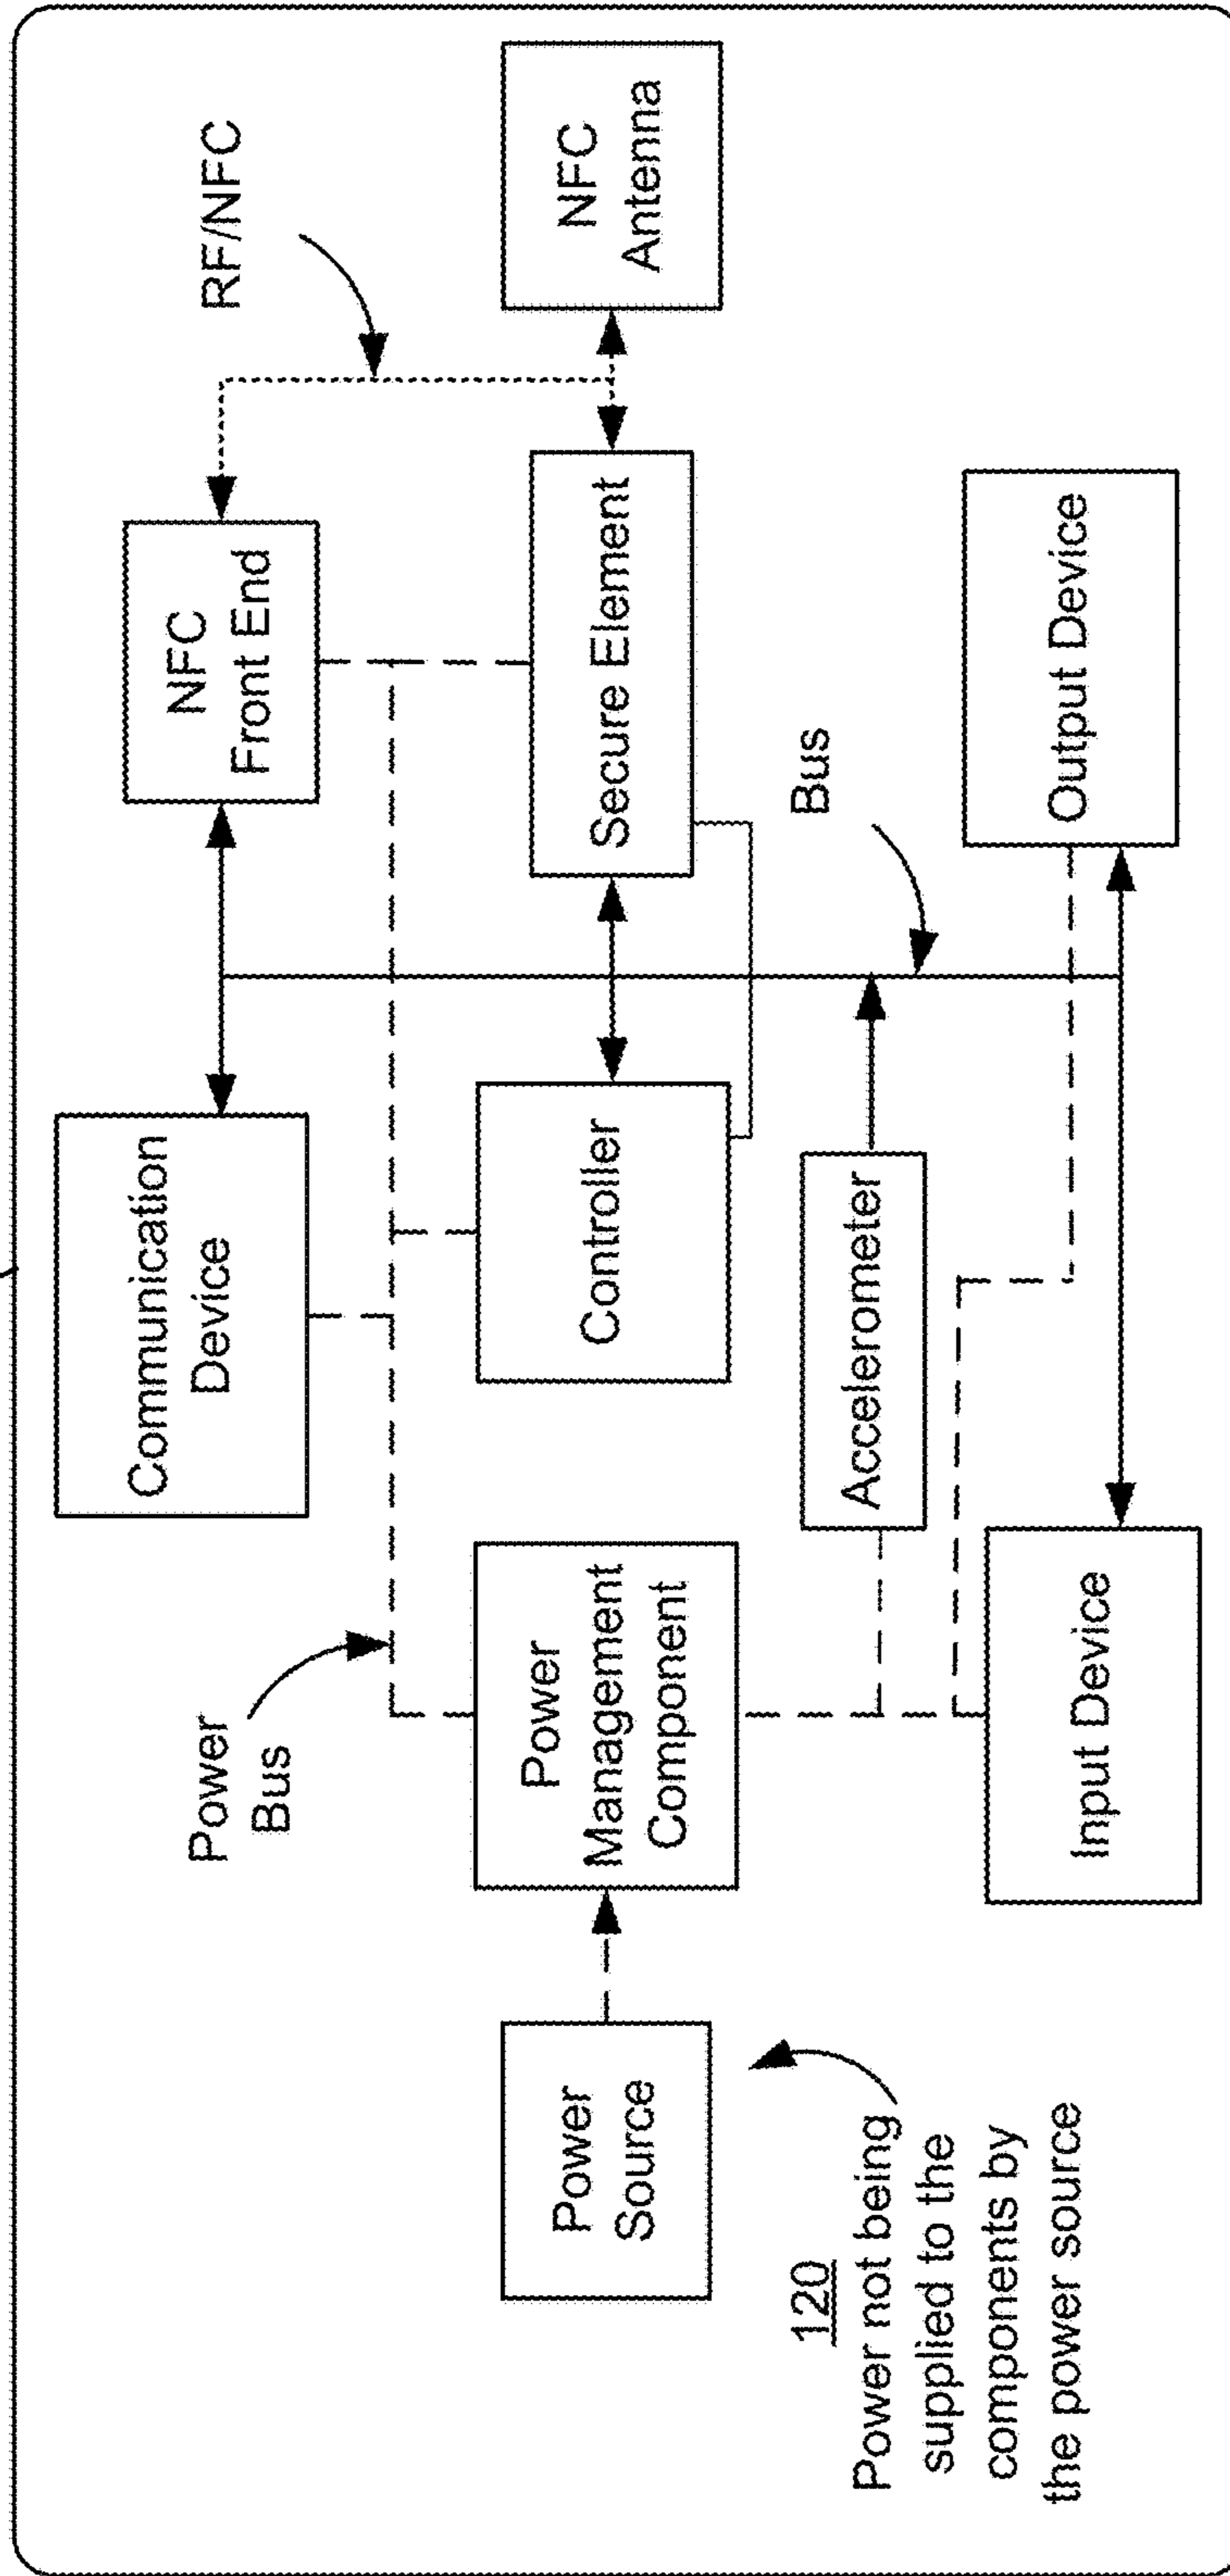 Communication
Device
NFC
Front End
RF/NFC
Power
Bus
Power
Source
Power
Management
Component
Controller
Secure Element
NFC
Antenna
120
Power not being
supplied to the
components by
the power source
Accelerometer
Bus
Input Device
Output Device